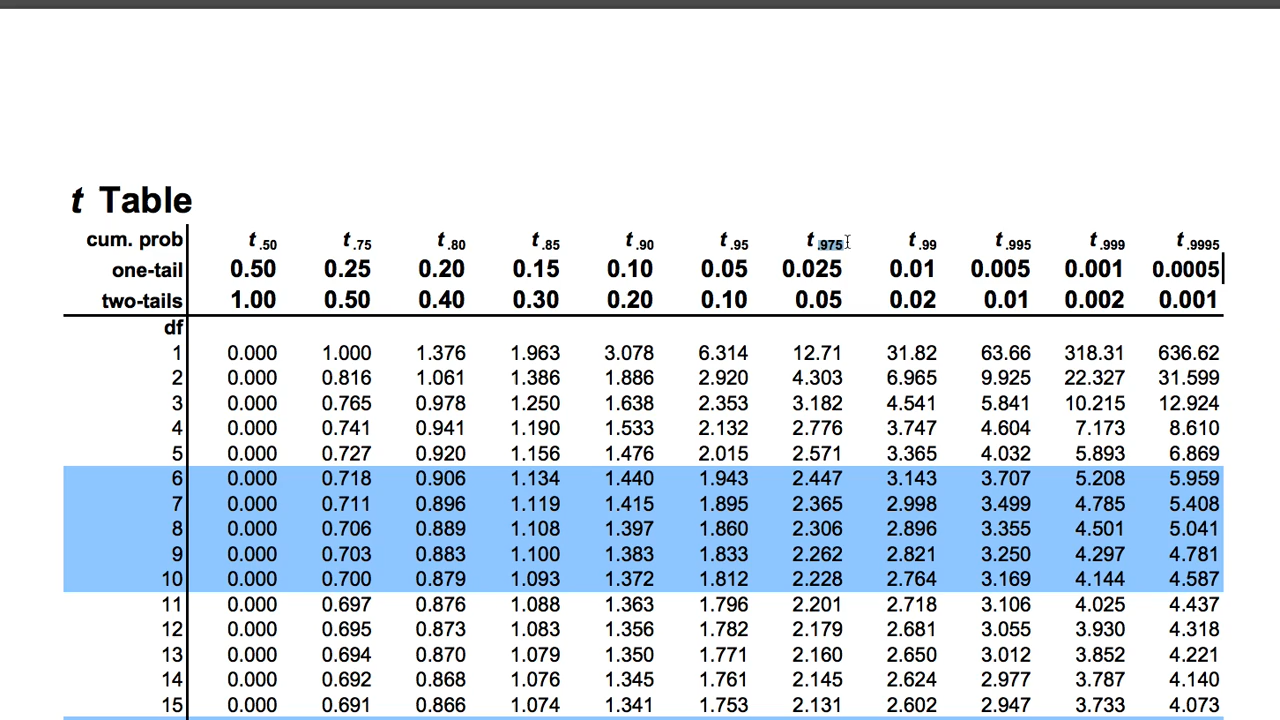 t Table
cum. prob t .50 t .75 t .80 t .85 t .90 t .95 t .975 t .99 t .995 t .999 t .9995
one-tail 0.50 0.25 0.20 0.15 0.10 0.05 0.025 0.01 0.005 0.001 0.0005
two-tails 1.00 0.50 0.40 0.30 0.20 0.10 0.05 0.02 0.01 0.002 0.001
df
1 0.000 1.000 1.376 1.963 3.078 6.314 12.71 31.82 63.66 318.31 636.62
2 0.000 0.816 1.061 1.386 1.886 2.920 4.303 6.965 9.925 22.327 31.599
3 0.000 0.765 0.978 1.250 1.638 2.353 3.182 4.541 5.841 10.215 12.924
4 0.000 0.741 0.941 1.190 1.533 2.132 2.776 3.747 4.604 7.173 8.610
5 0.000 0.727 0.920 1.156 1.476 2.015 2.571 3.365 4.032 5.893 6.869
6 0.000 0.718 0.906 1.134 1.440 1.943 2.447 3.143 3.707 5.208 5.959
7 0.000 0.711 0.896 1.119 1.415 1.895 2.365 2.998 3.499 4.785 5.408
8 0.000 0.706 0.889 1.108 1.397 1.860 2.306 2.896 3.355 4.501 5.041
9 0.000 0.703 0.883 1.100 1.383 1.833 2.262 2.821 3.250 4.297 4.781
10 0.000 0.700 0.879 1.093 1.372 1.812 2.228 2.764 3.169 4.144 4.587
11 0.000 0.697 0.876 1.088 1.363 1.796 2.201 2.718 3.106 4.025 4.437
12 0.000 0.695 0.873 1.083 1.356 1.782 2.179 2.681 3.055 3.930 4.318
13 0.000 0.694 0.870 1.079 1.350 1.771 2.160 2.650 3.012 3.852 4.221
14 0.000 0.692 0.868 1.076 1.345 1.761 2.145 2.624 2.977 3.787 4.140
15 0.000 0.691 0.866 1.074 1.341 1.753 2.131 2.602 2.947 3.733 4.073